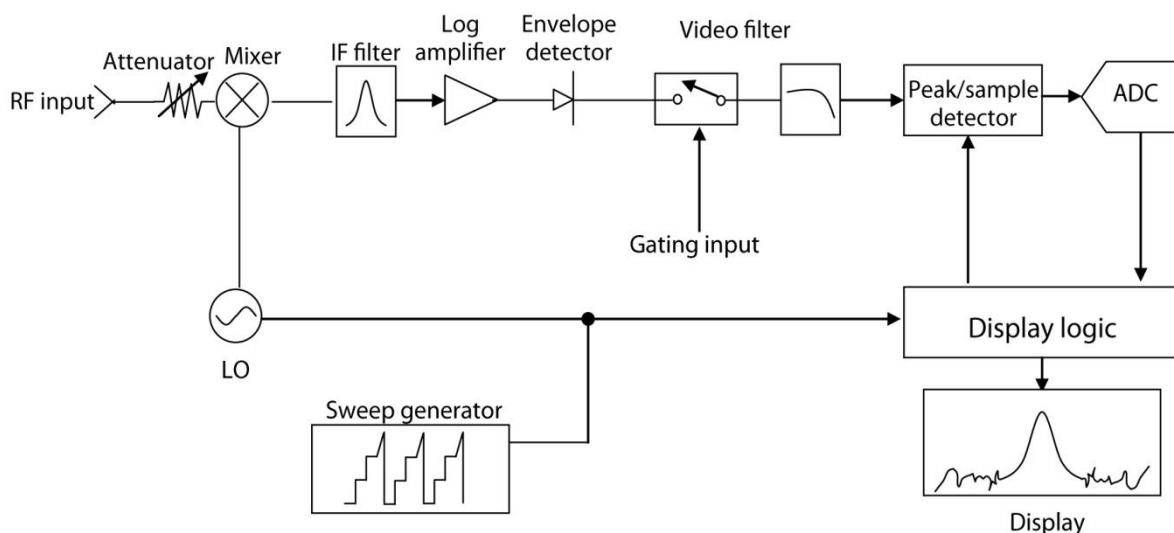 Attenuator
Mixer
IF filter
Log
amplifier
Envelope
detector
Video filter
RF input
Peak/sample
detector
ADC
Gating input
LO
Display logic
Sweep generator
Display